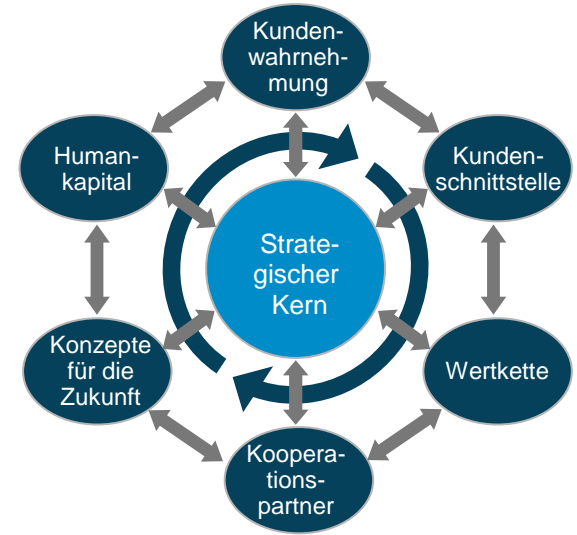 Kunden-
wahrneh-
mung
Human-
kapital
Kunden-
schnittstelle
Strate-
gischer
Kern
Konzepte
für die
Zukunft
Wertkette
Koopera-
tions-
partner